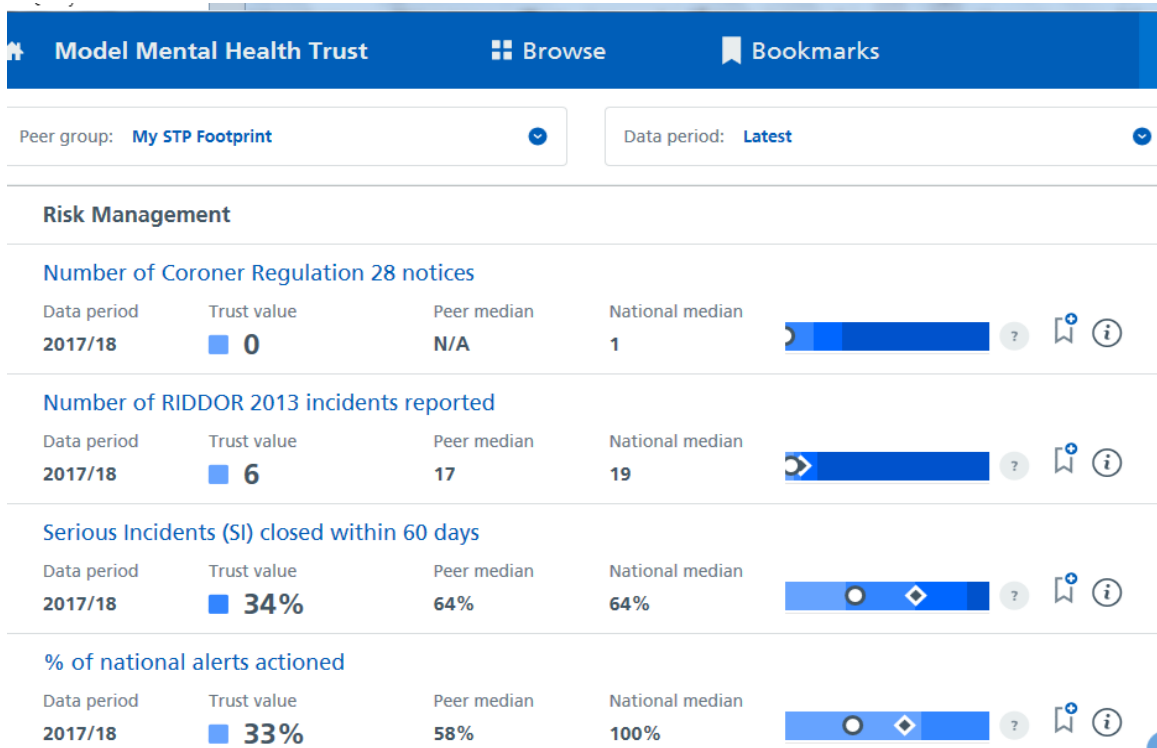 Model Mental Health Trust Browse Bookmarks
Peer group: My STP Footprint Data period: Latest
Risk Management
Number of Coroner Regulation 28 notices
Data period Trust value Peer median National median
2017/18 0 N/A 1
?
Number of RIDDOR 2013 incidents reported
Data period Trust value Peer median National median
2017/18 6 17 19
?
Serious Incidents (SI) closed within 60 days
Data period Trust value Peer median National median
2017/18 34% 64% 64%
?
% of national alerts actioned
Data period Trust value Peer median National median
2017/18 33% 58% 100%
?